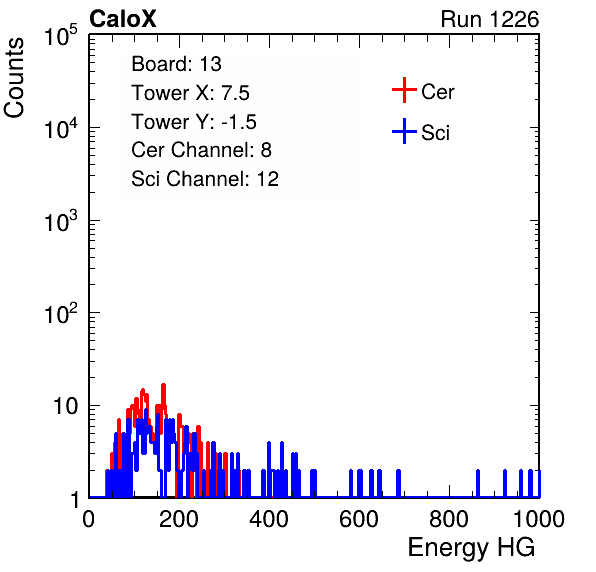 CaloX Run 1226
Counts
Board: 13
Tower X: 7.5
Tower Y: -1.5
Cer Channel: 8
Sci Channel: 12
Cer
Sci
10^5
10^4
10^3
10^2
10
1
0 200 400 600 800 1000
Energy HG